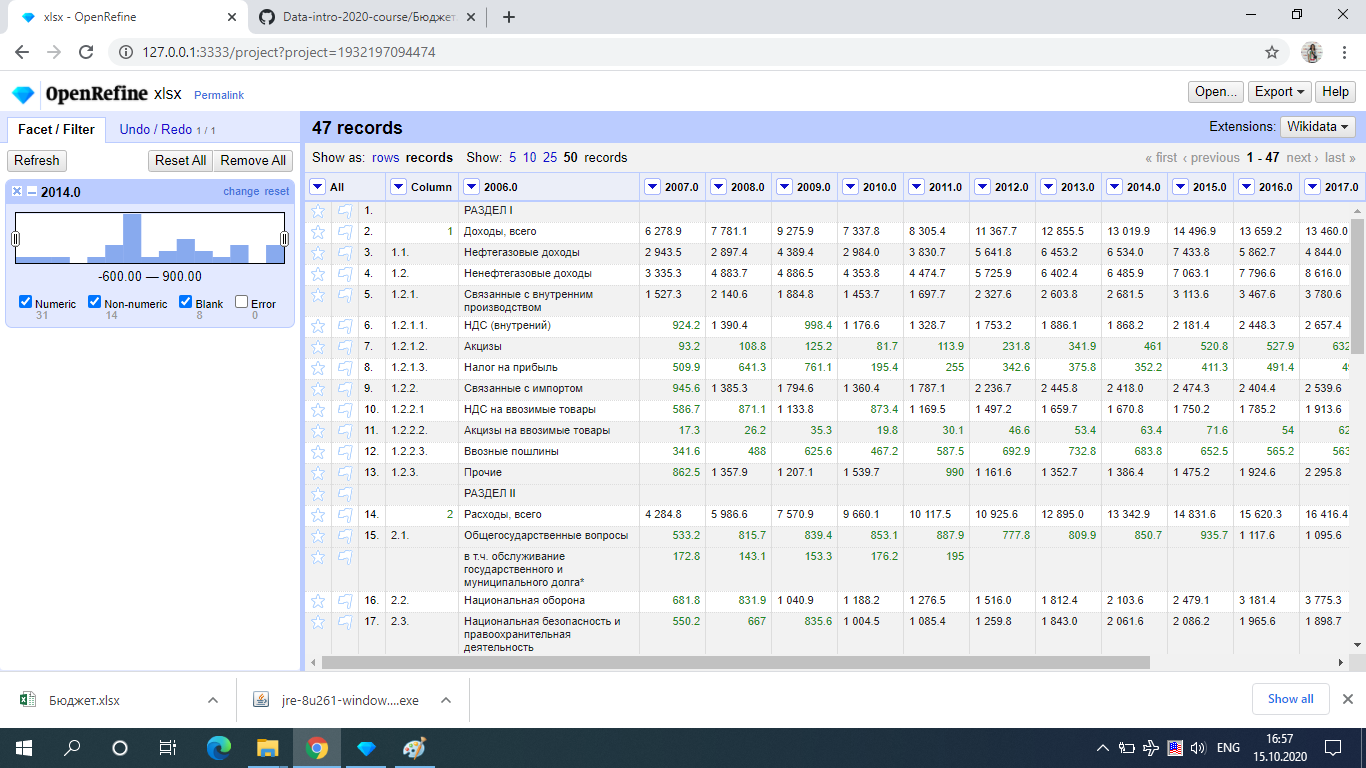 xlsx - OpenRefine
Data-intro-2020-course/Бюджет.
127.0.0.1:3333/project?project=1932197094474
OpenRefine xlsx Permalink
Open... Export Help
Facet / Filter Undo / Redo 1 / 1
47 records
Extensions: Wikidata
Refresh Reset All Remove All
Show as: rows records Show: 5 10 25 50 records
« first ‹ previous 1 - 47 next › last »
2014.0 change reset
-600.00 — 900.00
Numeric Non-numeric Blank Error
31 14 8 0
All Column 2006.0 2007.0 2008.0 2009.0 2010.0 2011.0 2012.0 2013.0 2014.0 2015.0 2016.0 2017.0
1. РАЗДЕЛ I
2. 1 Доходы, всего 6 278.9 7 781.1 9 275.9 7 337.8 8 305.4 11 367.7 12 855.5 13 019.9 14 496.9 13 659.2 13 460.0
3. 1.1. Нефтегазовые доходы 2 943.5 2 897.4 4 389.4 2 984.0 3 830.7 5 641.8 6 453.2 6 534.0 7 433.8 5 862.7 4 844.0
4. 1.2. Ненефтегазовые доходы 3 335.3 4 883.7 4 886.5 4 353.8 4 474.7 5 725.9 6 402.4 6 485.9 7 063.1 7 796.6 8 616.0
5. 1.2.1. Связанные с внутренним 1 527.3 2 140.6 1 884.8 1 453.7 1 697.7 2 327.6 2 603.8 2 681.5 3 113.6 3 467.6 3 780.6
производством
6. 1.2.1.1. НДС (внутрений) 924.2 1 390.4 998.4 1 176.6 1 328.7 1 753.2 1 886.1 1 868.2 2 181.4 2 448.3 2 657.4
7. 1.2.1.2. Акцизы 93.2 108.8 125.2 81.7 113.9 231.8 341.9 461 520.8 527.9 632
8. 1.2.1.3. Налог на прибыль 509.9 641.3 761.1 195.4 255 342.6 375.8 352.2 411.3 491.4
9. 1.2.2. Связанные с импортом 945.6 1 385.3 1 794.6 1 360.4 1 787.1 2 236.7 2 445.8 2 418.0 2 474.3 2 404.4 2 539.6
10. 1.2.2.1 НДС на ввозимые товары 586.7 871.1 1 133.8 873.4 1 169.5 1 497.2 1 659.7 1 670.8 1 750.2 1 785.2 1 913.6
11. 1.2.2.2. Акцизы на ввозимые товары 17.3 26.2 35.3 19.8 30.1 46.6 53.4 63.4 71.6 54 62
12. 1.2.2.3. Ввозные пошлины 341.6 488 625.6 467.2 587.5 692.9 732.8 683.8 652.5 565.2 563
13. 1.2.3. Прочие 862.5 1 357.9 1 207.1 1 539.7 990 1 161.6 1 352.7 1 386.4 1 475.2 1 924.6 2 295.8
РАЗДЕЛ II
14. 2 Расходы, всего 4 284.8 5 986.6 7 570.9 9 660.1 10 117.5 10 925.6 12 895.0 13 342.9 14 831.6 15 620.3 16 416.4
15. 2.1. Общегосударственные вопросы 533.2 815.7 839.4 853.1 887.9 777.8 809.9 850.7 935.7 1 117.6 1 095.6
в т.ч. обслуживание 172.8 143.1 153.3 176.2 195
государственного и
муниципального долга*
16. 2.2. Национальная оборона 681.8 831.9 1 040.9 1 188.2 1 276.5 1 516.0 1 812.4 2 103.6 2 479.1 3 181.4 3 775.3
17. 2.3. Национальная безопасность и 550.2 667 835.6 1 004.5 1 085.4 1 259.8 1 843.0 2 061.6 2 086.2 1 965.6 1 898.7
правоохранительная
деятельность
Бюджет.xlsx
jre-8u261-window....exe
Show all
ENG
16:57
15.10.2020